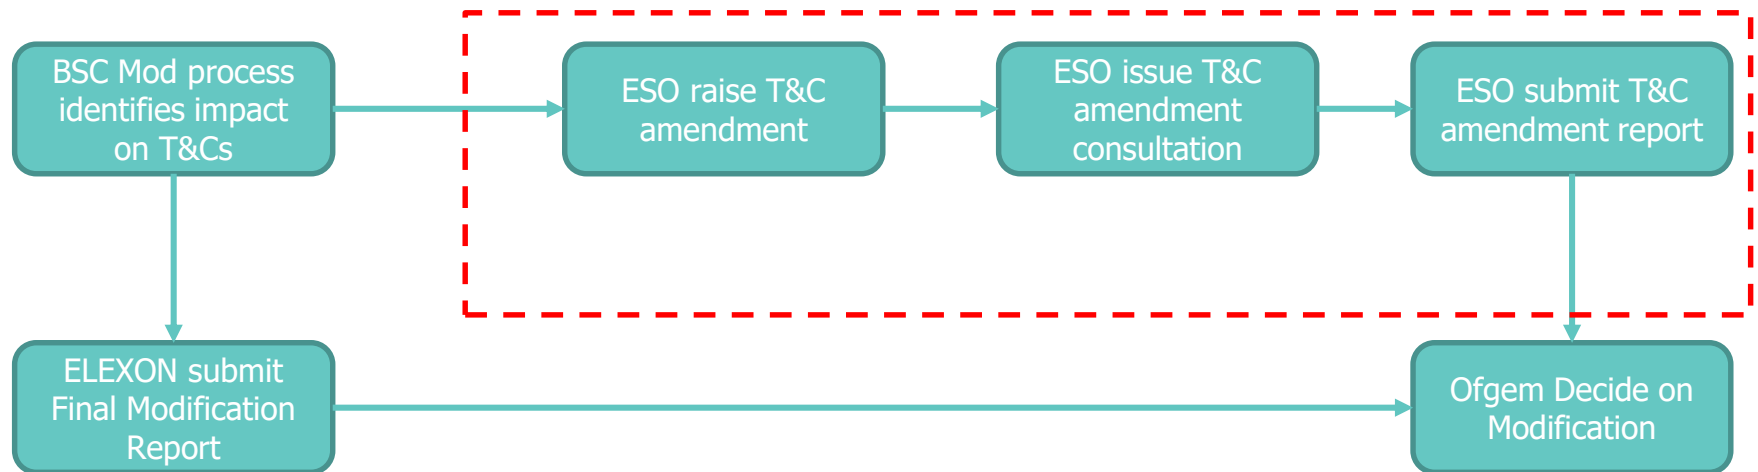 BSC Mod process
identifies impact
on T&Cs
ESO raise T&C
amendment
ESO issue T&C
amendment
consultation
ESO submit T&C
amendment report
ELEXON submit
Final Modification
Report
Ofgem Decide on
Modification